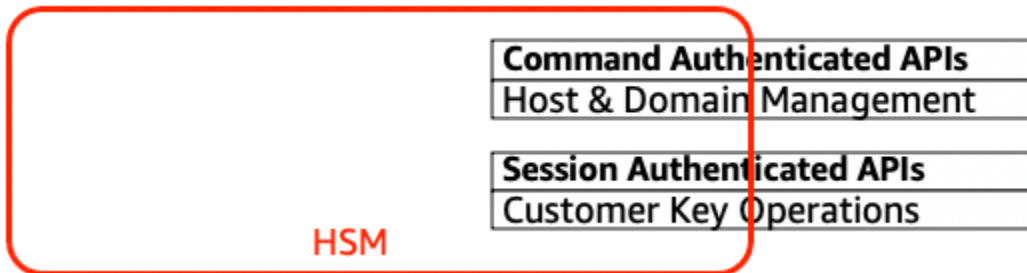 Command Authenticated APIs
Host & Domain Management
Session Authenticated APIs
Customer Key Operations
HSM